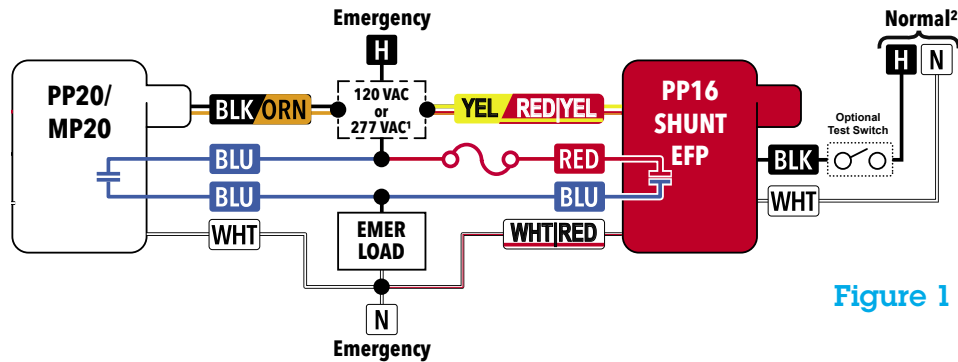 Emergency
H
Normal²
H N
PP20/
MP20
BLK/ORN
120 VAC
or
277 VAC¹
YEL RED|YEL
PP16
SHUNT
EFP
Optional
Test Switch
BLU
RED
BLK
BLU
BLU
WHT
WHT
EMER
LOAD
WHT|RED
N
Emergency
Figure 1